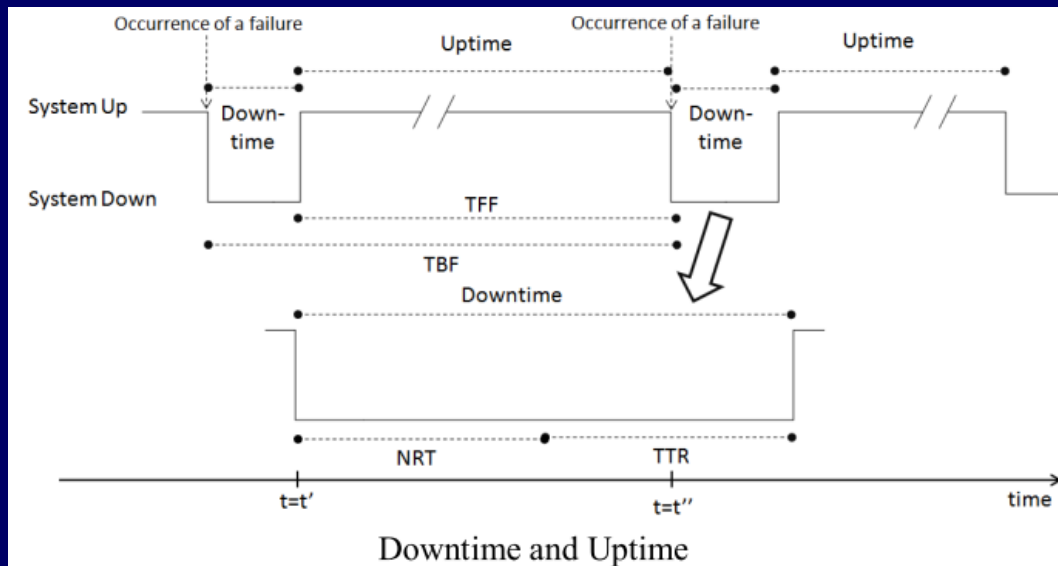 Occurrence of a failure
Occurrence of a failure
Uptime
Uptime
System Up
Down-
time
Down-
time
System Down
TFF
TBF
Downtime
NRT
TTR
t=t'
t=t''
time
Downtime and Uptime